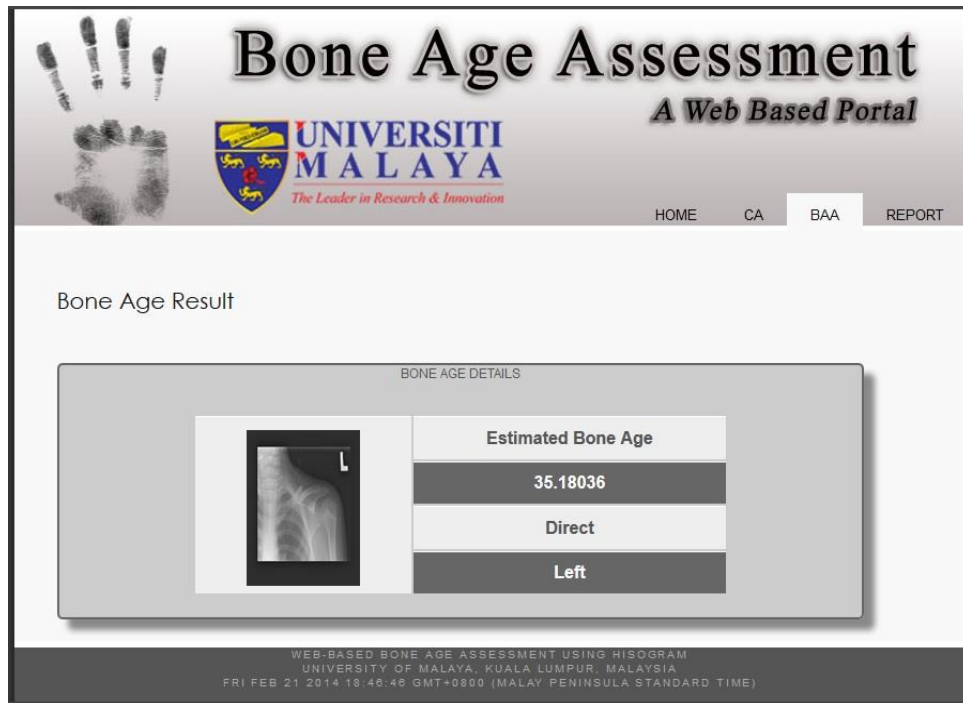 Bone Age Assessment
A Web Based Portal
UNIVERSITI
MALAYA
The Leader in Research & Innovation
HOME CA BAA REPORT
Bone Age Result
BONE AGE DETAILS
L
Estimated Bone Age
35.18036
Direct
Left
WEB-BASED BONE AGE ASSESSMENT USING HISOGRAM
UNIVERSITY OF MALAYA, KUALA LUMPUR, MALAYSIA
FRI FEB 21 2014 18:46:46 GMT+0800 (MALAY PENINSULA STANDARD TIME)